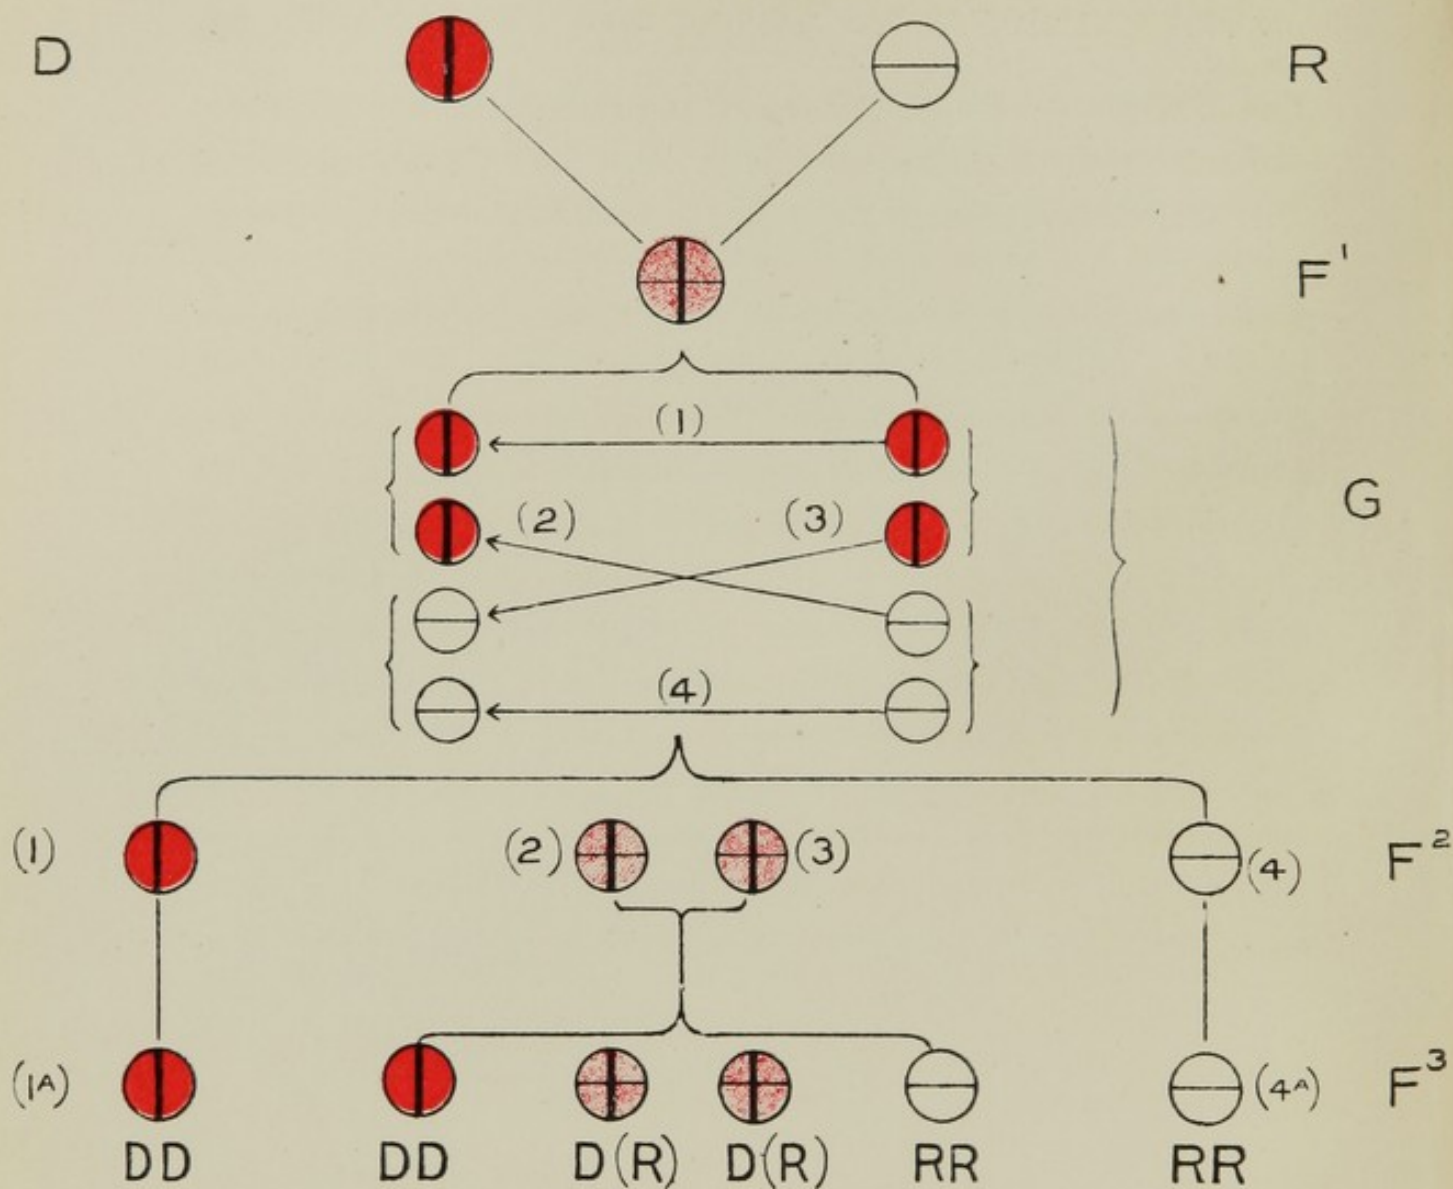 D R
F¹
(1)
(2) (3)
G
(4)
(1) (2) (3) (4) F²
(1ᴬ) (4ᴬ) F³
DD DD D(R) D(R) RR RR